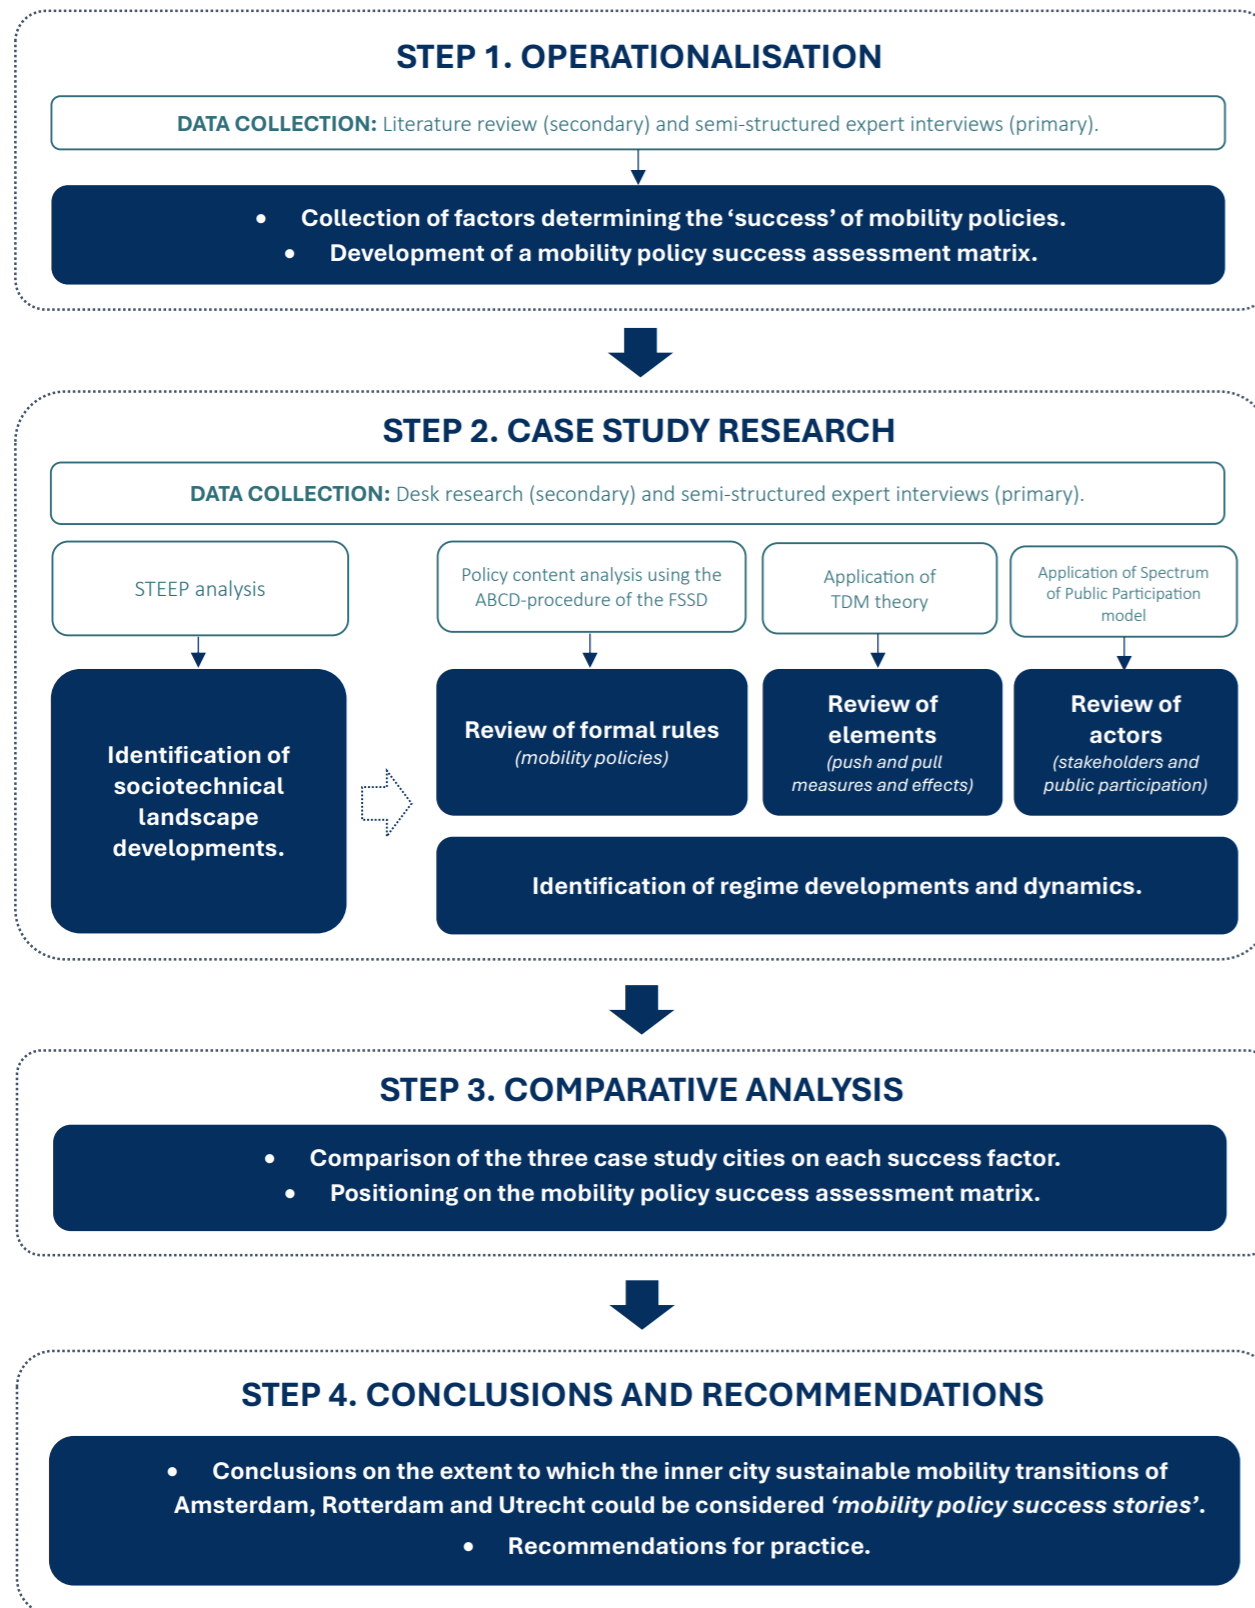 STEP 1. OPERATIONALISATION
DATA COLLECTION: Literature review (secondary) and semi-structured expert interviews (primary).
• Collection of factors determining the ‘success’ of mobility policies.
• Development of a mobility policy success assessment matrix.
STEP 2. CASE STUDY RESEARCH
DATA COLLECTION: Desk research (secondary) and semi-structured expert interviews (primary).
STEEP analysis
Policy content analysis using the
ABCD-procedure of the FSSD
Application of
TDM theory
Application of Spectrum
of Public Participation
model
Identification of
sociotechnical
landscape
developments.
Review of formal rules
(mobility policies)
Review of
elements
(push and pull
measures and effects)
Review of
actors
(stakeholders and
public participation)
Identification of regime developments and dynamics.
STEP 3. COMPARATIVE ANALYSIS
• Comparison of the three case study cities on each success factor.
• Positioning on the mobility policy success assessment matrix.
STEP 4. CONCLUSIONS AND RECOMMENDATIONS
• Conclusions on the extent to which the inner city sustainable mobility transitions of
Amsterdam, Rotterdam and Utrecht could be considered ‘mobility policy success stories’.
• Recommendations for practice.